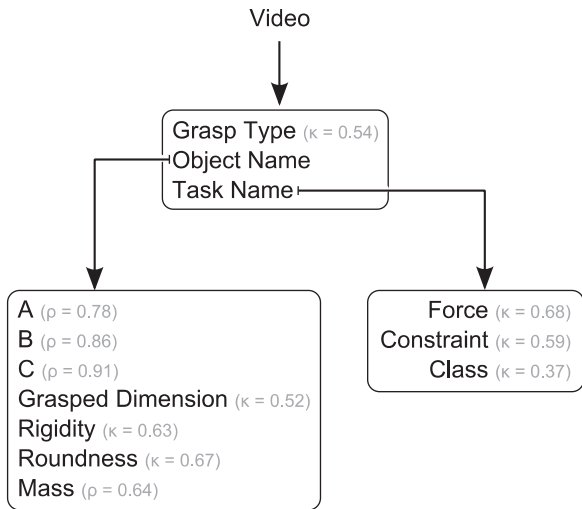 Video
Grasp Type (κ = 0.54)
Object Name
Task Name
A (ρ = 0.78)
B (ρ = 0.86)
C (ρ = 0.91)
Grasped Dimension (κ = 0.52)
Rigidity (κ = 0.63)
Roundness (κ = 0.67)
Mass (ρ = 0.64)
Force (κ = 0.68)
Constraint (κ = 0.59)
Class (κ = 0.37)